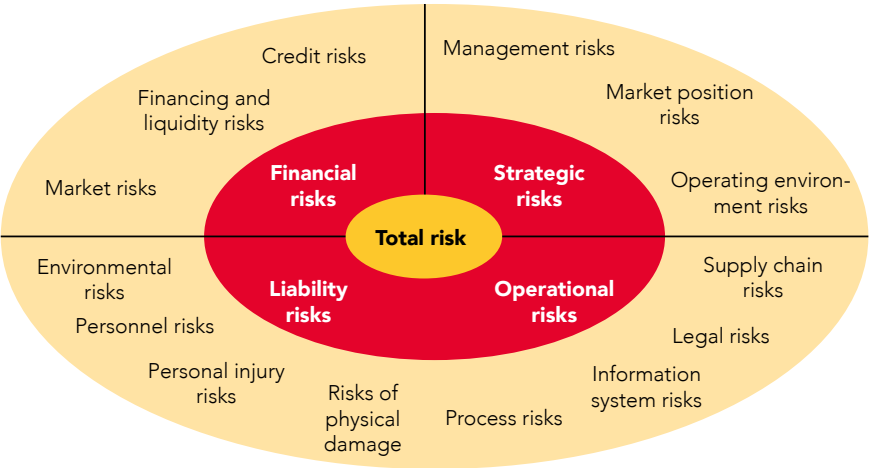 Credit risks
Management risks
Financing and
liquidity risks
Market position
risks
Market risks
Financial
risks
Strategic
risks
Operating environ-
ment risks
Total risk
Environmental
risks
Liability
risks
Operational
risks
Supply chain
risks
Personnel risks
Legal risks
Personal injury
risks
Information
system risks
Risks of
physical
damage
Process risks